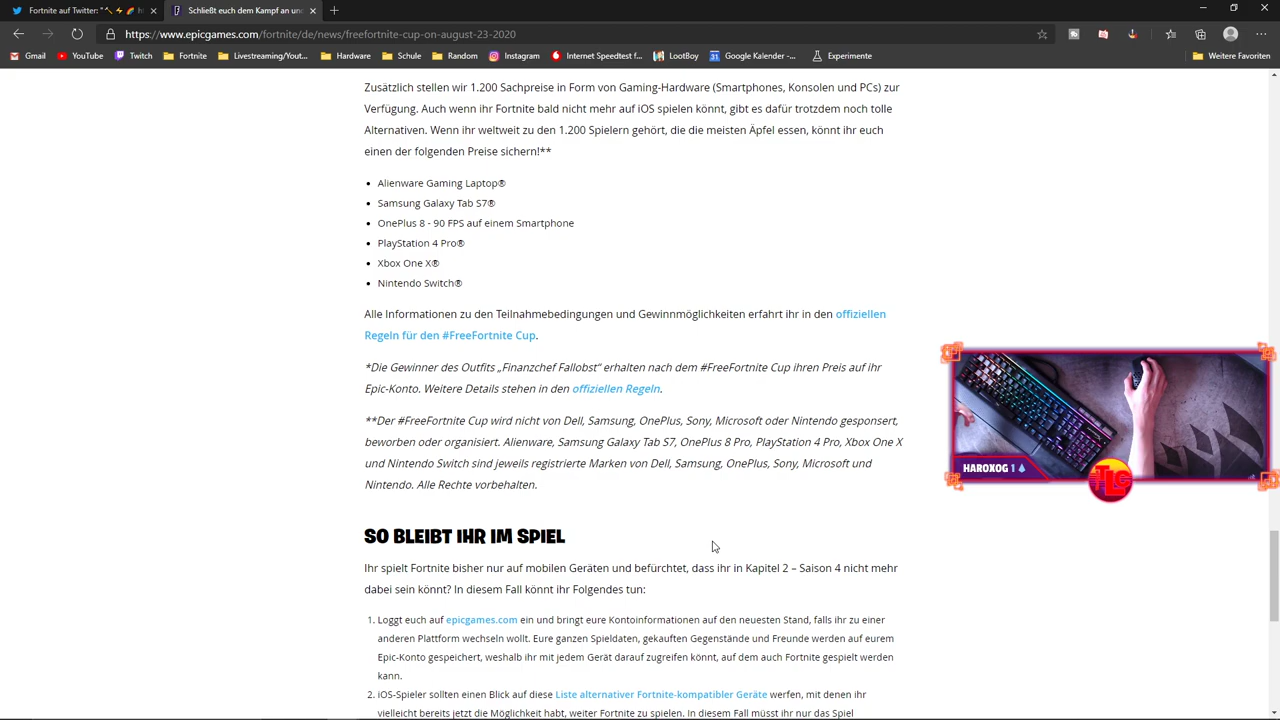 Fortnite auf Twitter: "
Schließt euch dem Kampf an un
https://www.epicgames.com/fortnite/de/news/freefortnite-cup-on-august-23-2020
Gmail
YouTube
Twitch
Fortnite
Livestreaming/Yout...
Hardware
Schule
Random
Instagram
Internet Speedtest f...
LootBoy
Google Kalender -...
Experimente
Weitere Favoriten
Zusätzlich stellen wir 1.200 Sachpreise in Form von Gaming-Hardware (Smartphones, Konsolen und PCs) zur
Verfügung. Auch wenn ihr Fortnite bald nicht mehr auf iOS spielen könnt, gibt es dafür trotzdem noch tolle
Alternativen. Wenn ihr weltweit zu den 1.200 Spielern gehört, die die meisten Äpfel essen, könnt ihr euch
einen der folgenden Preise sichern!**
• Alienware Gaming Laptop®
• Samsung Galaxy Tab S7®
• OnePlus 8 - 90 FPS auf einem Smartphone
• PlayStation 4 Pro®
• Xbox One X®
• Nintendo Switch®
Alle Informationen zu den Teilnahmebedingungen und Gewinnmöglichkeiten erfahrt ihr in den offiziellen
Regeln für den #FreeFortnite Cup.
*Die Gewinner des Outfits „Finanzchef Fallobst“ erhalten nach dem #FreeFortnite Cup ihren Preis auf ihr
Epic-Konto. Weitere Details stehen in den offiziellen Regeln.
**Der #FreeFortnite Cup wird nicht von Dell, Samsung, OnePlus, Sony, Microsoft oder Nintendo gesponsert,
beworben oder organisiert. Alienware, Samsung Galaxy Tab S7, OnePlus 8 Pro, PlayStation 4 Pro, Xbox One X
und Nintendo Switch sind jeweils registrierte Marken von Dell, Samsung, OnePlus, Sony, Microsoft und
Nintendo. Alle Rechte vorbehalten.
HAROXOG 1
TLC
SO BLEIBT IHR IM SPIEL
Ihr spielt Fortnite bisher nur auf mobilen Geräten und befürchtet, dass ihr in Kapitel 2 – Saison 4 nicht mehr
dabei sein könnt? In diesem Fall könnt ihr Folgendes tun:
1. Loggt euch auf epicgames.com ein und bringt eure Kontoinformationen auf den neuesten Stand, falls ihr zu einer
anderen Plattform wechseln wollt. Eure ganzen Spieldaten, gekauften Gegenstände und Freunde werden auf eurem
Epic-Konto gespeichert, weshalb ihr mit jedem Gerät darauf zugreifen könnt, auf dem auch Fortnite gespielt werden
kann.
2. iOS-Spieler sollten einen Blick auf diese Liste alternativer Fortnite-kompatibler Geräte werfen, mit denen ihr
vielleicht bereits jetzt die Möglichkeit habt, weiter Fortnite zu spielen. In diesem Fall müsst ihr nur das Spiel